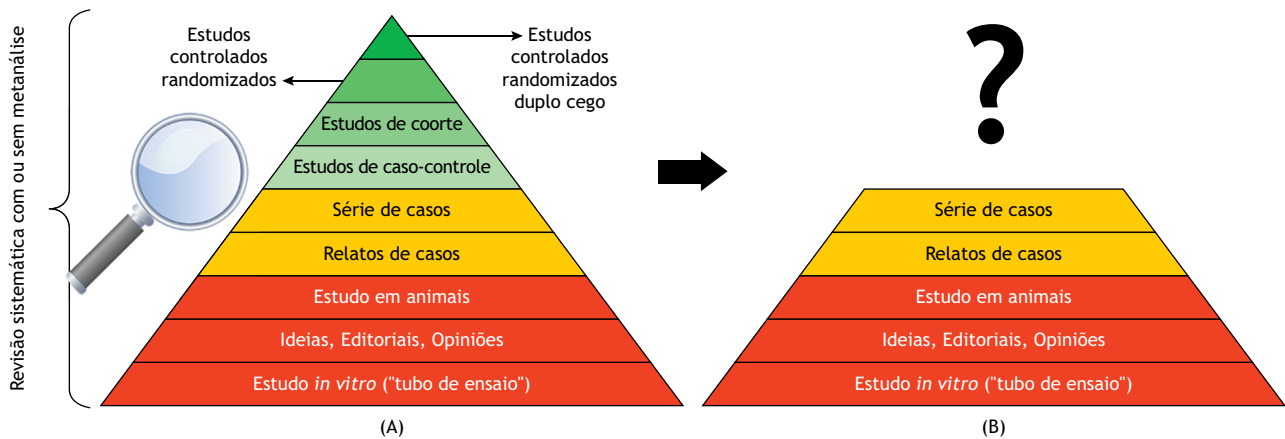 Revisão sistemática com ou sem metanálise
Estudos
controlados
randomizados
Estudos
controlados
randomizados
duplo cego
Estudos de coorte
Estudos de caso-controle
Série de casos
Relatos de casos
Estudo em animais
Ideias, Editoriais, Opiniões
Estudo in vitro ("tubo de ensaio")
(A)
?
Série de casos
Relatos de casos
Estudo em animais
Ideias, Editoriais, Opiniões
Estudo in vitro ("tubo de ensaio")
(B)